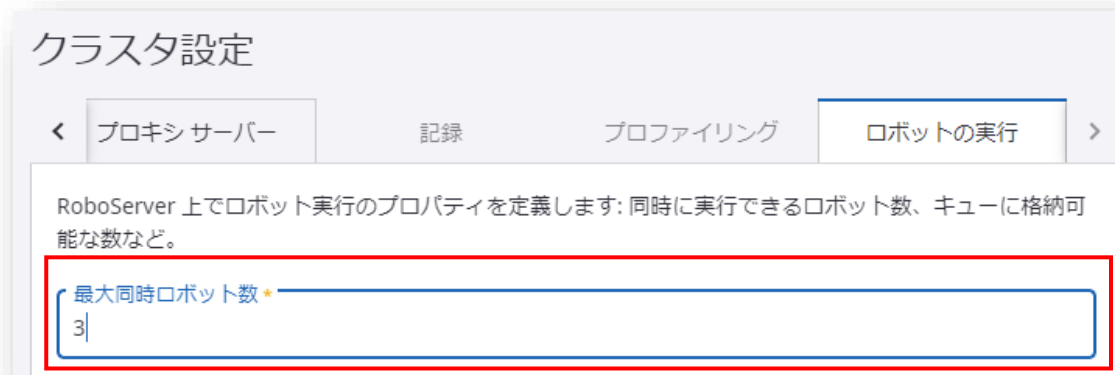 クラスタ設定
プロキシ サーバー 記録 プロファイリング ロボットの実行
RoboServer 上でロボット実行のプロパティを定義します: 同時に実行できるロボット数、キューに格納可
能な数など。
最大同時ロボット数 *
3